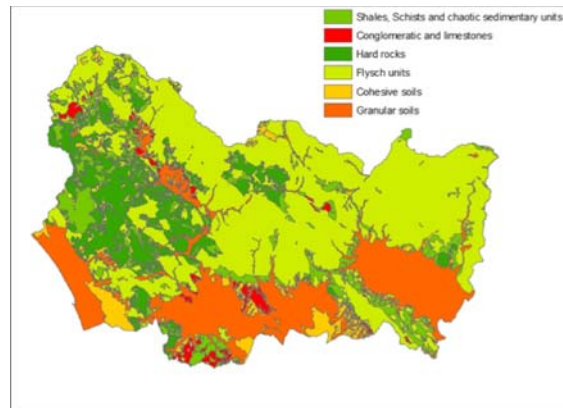 Shales, Schists and chaotic sedimentary units
Conglomeratic and limestones
Hard rocks
Flysch units
Cohesive soils
Granular soils